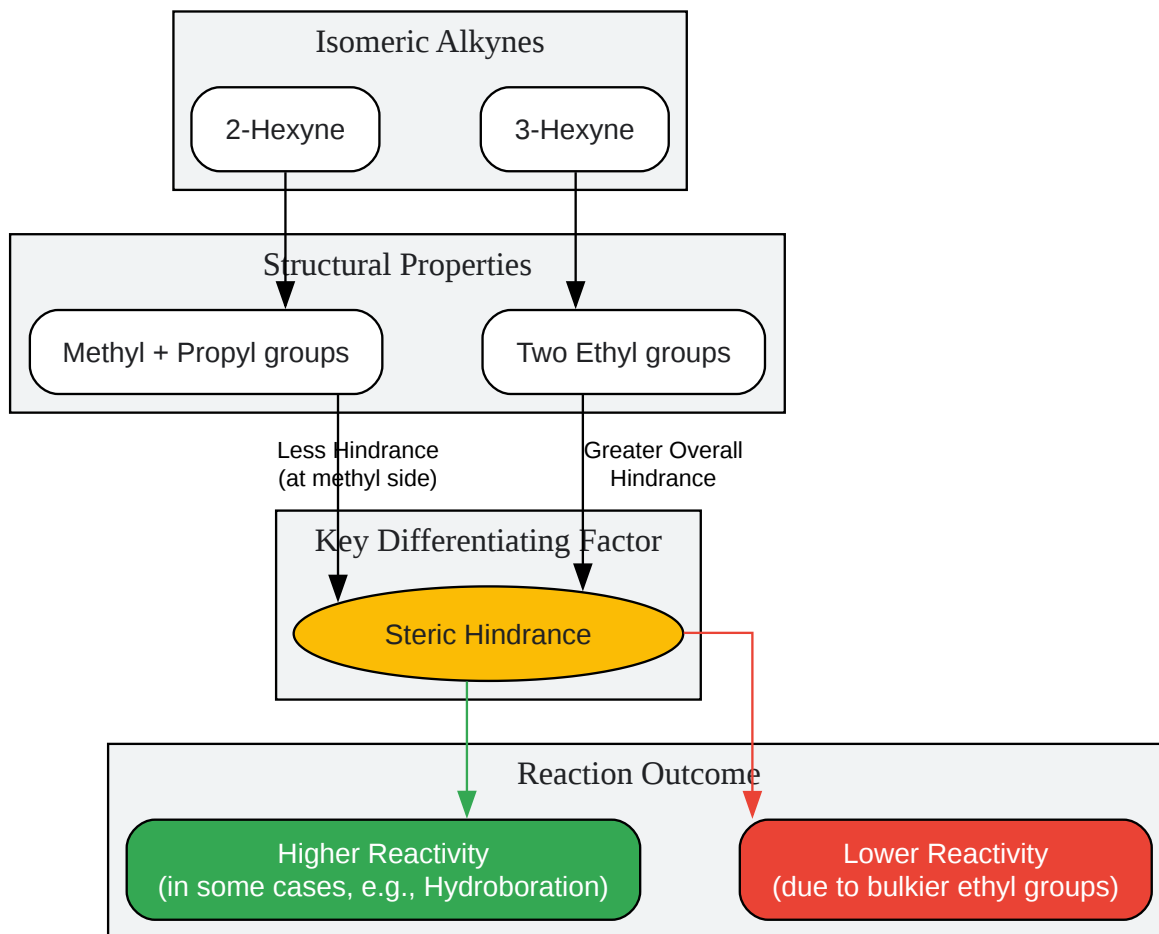 Isomeric Alkynes
2-Hexyne
3-Hexyne
Structural Properties
Methyl + Propyl groups
Two Ethyl groups
Less Hindrance
(at methyl side)
Greater Overall
Hindrance
Key Differentiating Factor
Steric Hindrance
Reaction Outcome
Higher Reactivity
(in some cases, e.g., Hydroboration)
Lower Reactivity
(due to bulkier ethyl groups)